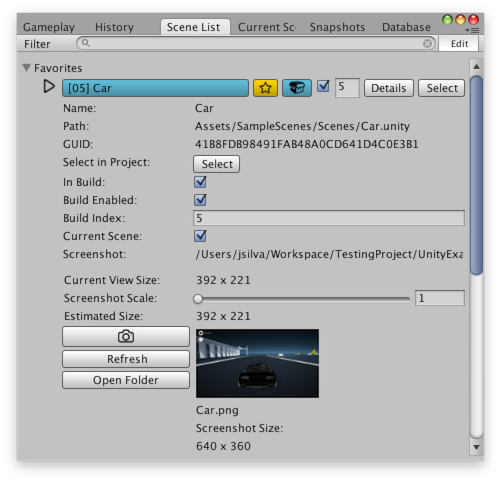 Gameplay History Scene List Current Sc Snapshots Database
Filter Edit
Favorites
[05] Car 5 Details Select
Name: Car
Path: Assets/SampleScenes/Scenes/Car.unity
GUID: 41B8FDB98491FAB48A0CD641D4C0E3B1
Select in Project: Select
In Build:
Build Enabled:
Build Index: 5
Current Scene:
Screenshot: /Users/jsilva/Workspace/TestingProject/UnityExa
Current View Size: 392 x 221
Screenshot Scale: 1
Estimated Size: 392 x 221
Refresh
Open Folder
Car.png
Screenshot Size:
640 x 360